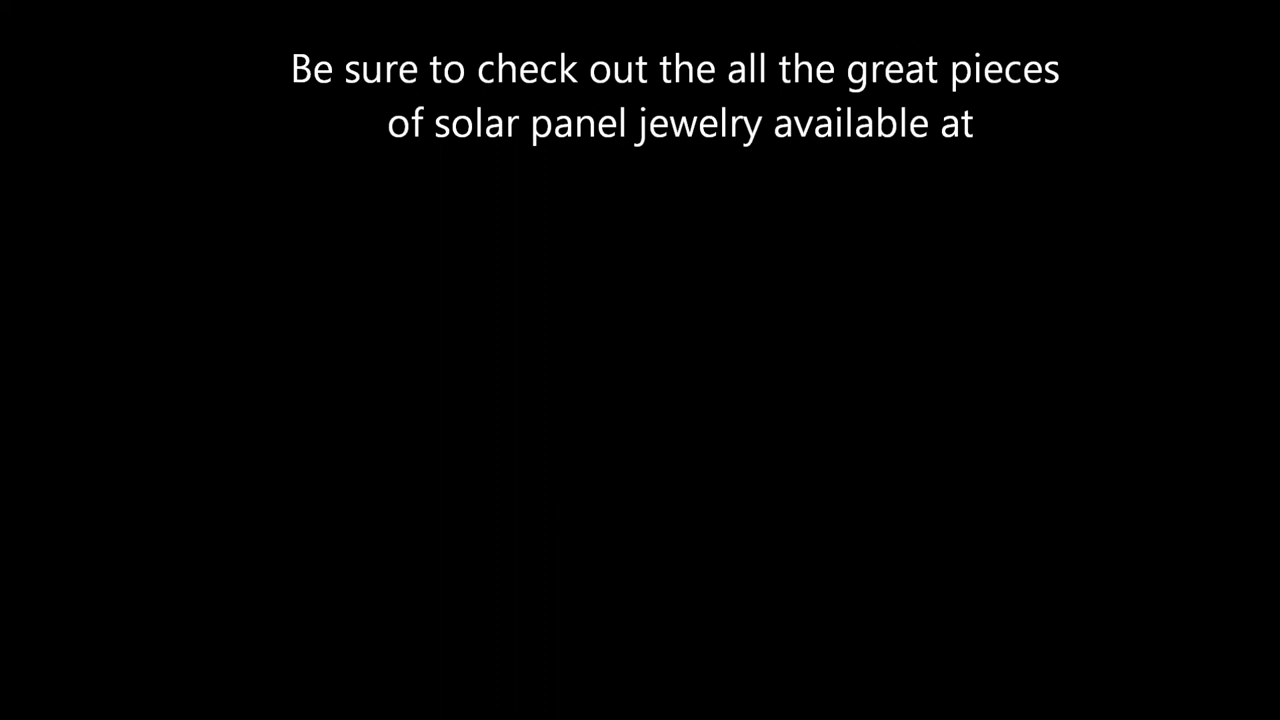 Be sure to check out the all the great pieces
of solar panel jewelry available at